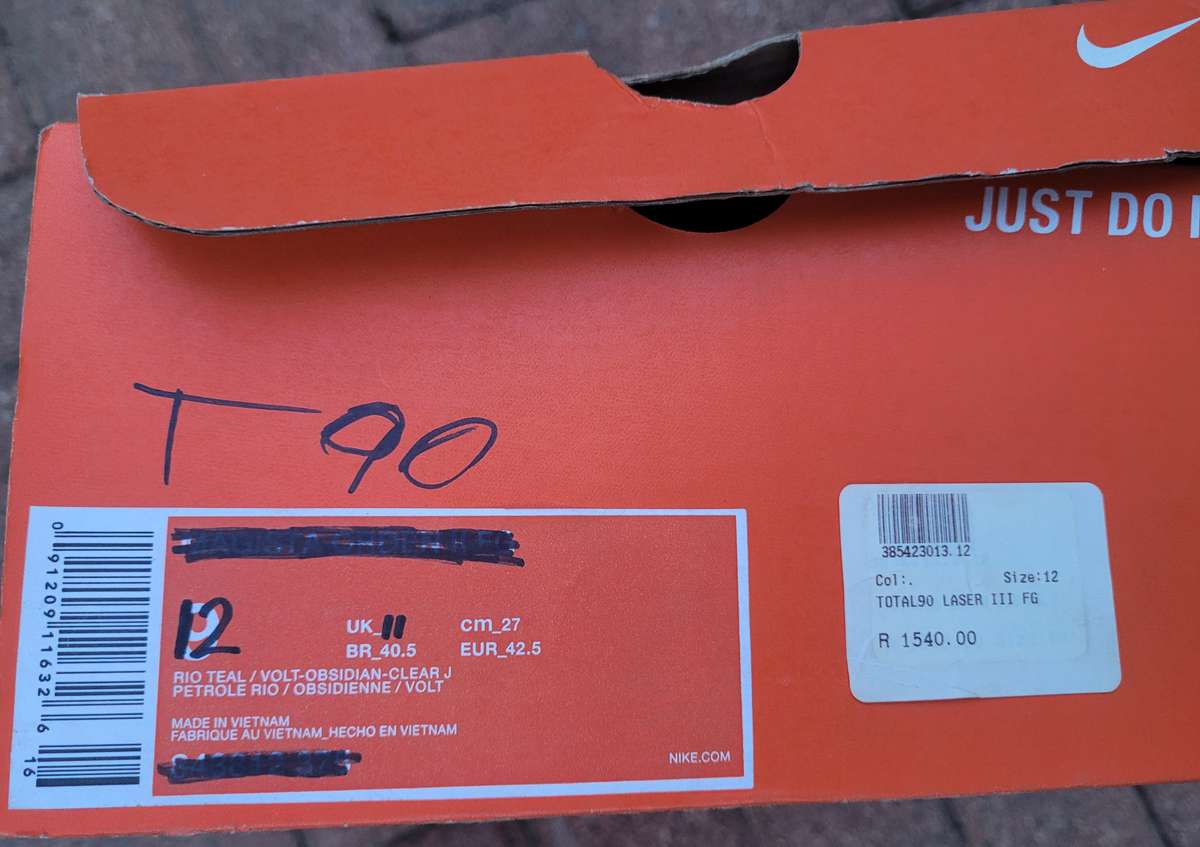 JUST DO
T 90
0 91209 11632 6
16
12
UK_11
cm_27
BR_40.5
EUR_42.5
RIO TEAL / VOLT-OBSIDIAN-CLEAR J
PETROLE RIO / OBSIDIENNE / VOLT
MADE IN VIETNAM
FABRIQUE AU VIETNAM_HECHO EN VIETNAM
NIKE.COM
385423013.12
Col:. Size:12
TOTAL90 LASER III FG
R 1540.00